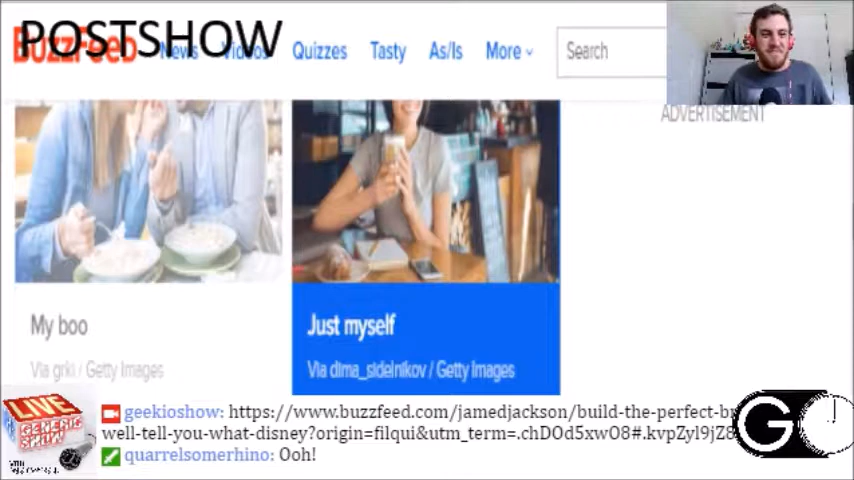 POSTSHOW
BuzzFeed News Videos Quizzes Tasty As/Is More Search
ADVERTISEMENT
My boo
Via grki / Getty Images
Just myself
Via dima_sidelnikov / Getty Images
LIVE
GENERIC
SHOW
geekioshow: https://www.buzzfeed.com/jamedjackson/build-the-perfect-br
well-tell-you-what-disney?origin=filqui&utm_term=.chDOd5xwO8#.kvpZyl9jZ8
quarrelsomerhino: Ooh!
G